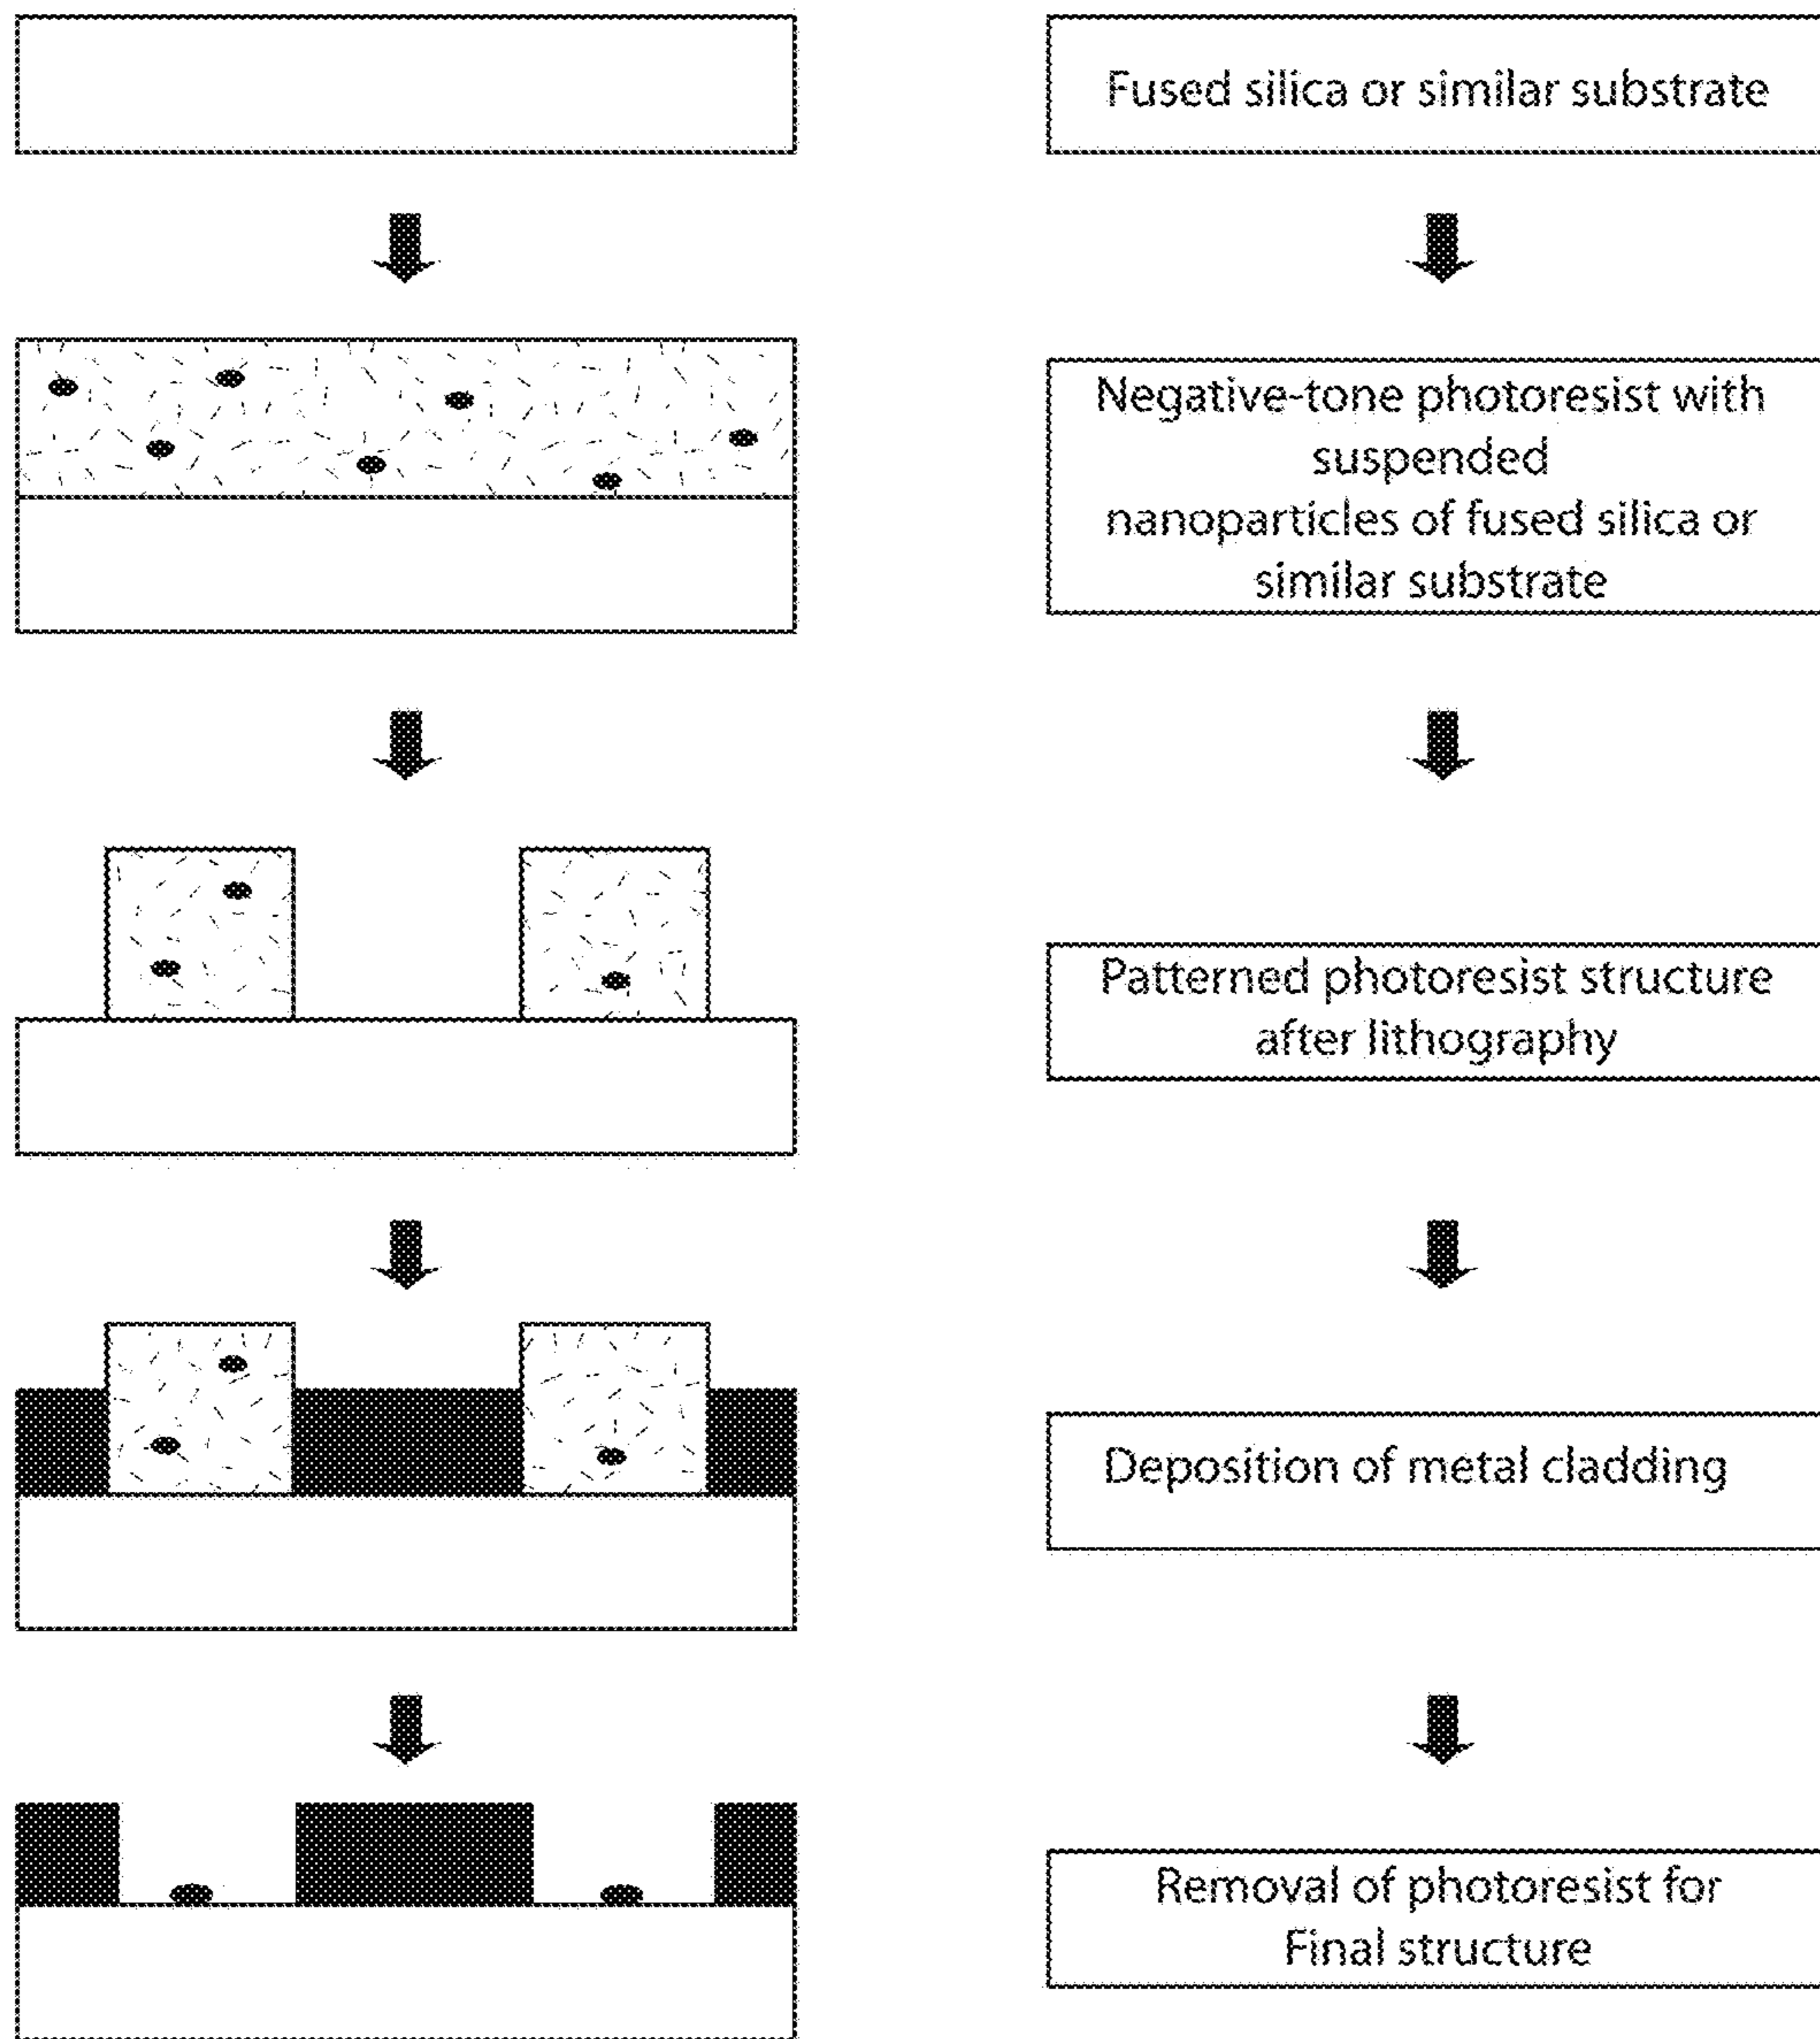 Fused silica or similar substrate
Negative-tone photoresist with
suspended
nanoparticles of fused silica or
similar substrate
Patterned photoresist structure
after lithography
Deposition of metal cladding
Removal of photoresist for
Final structure